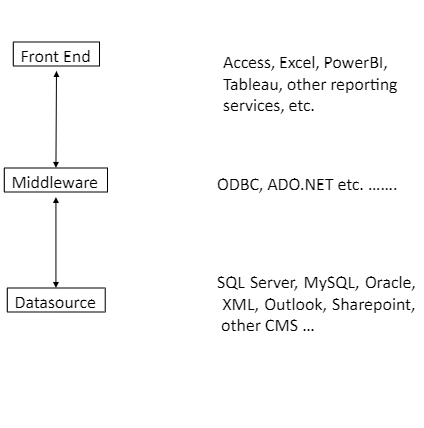 Front End
Access, Excel, PowerBI,
Tableau, other reporting
services, etc.
Middleware
ODBC, ADO.NET etc. .......
Datasource
SQL Server, MySQL, Oracle,
XML, Outlook, Sharepoint,
other CMS ...